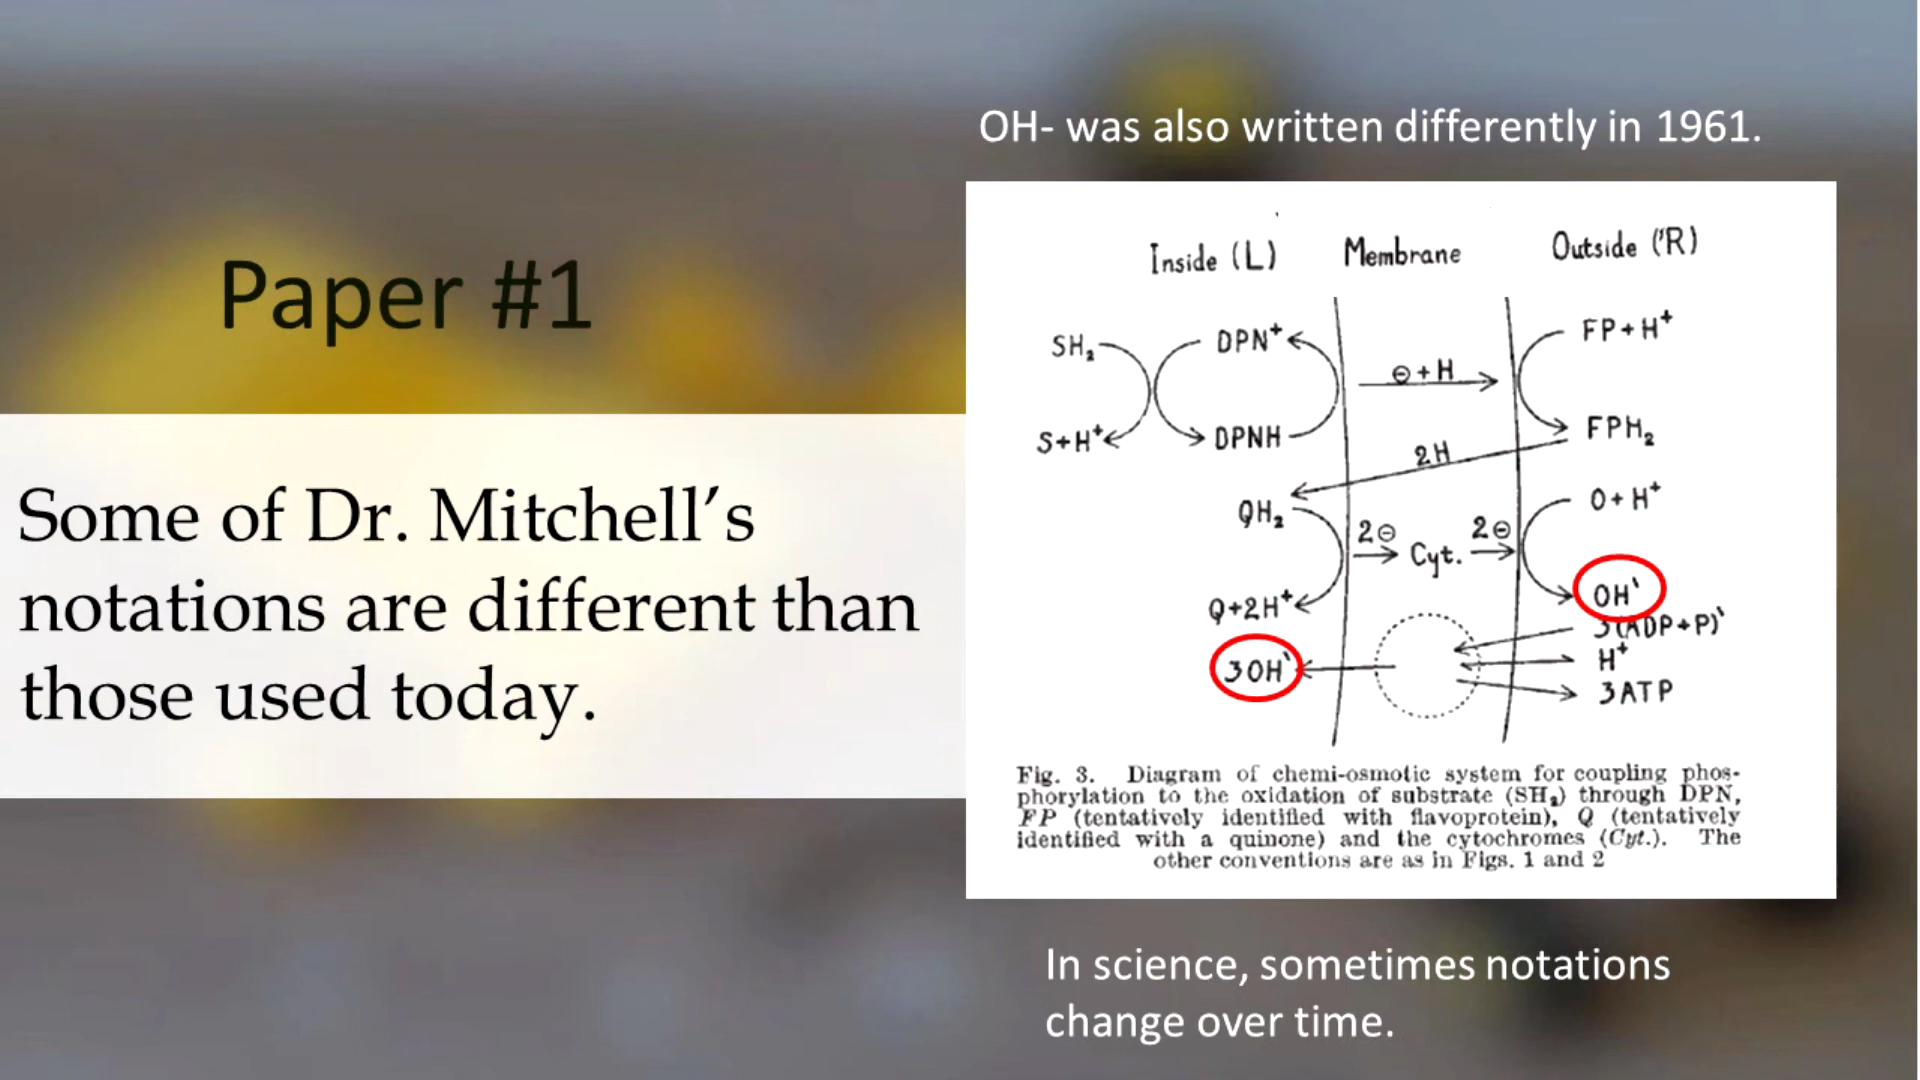 OH- was also written differently in 1961.
Paper #1
Some of Dr. Mitchell’s
notations are different than
those used today.
Inside (L) Membrane Outside ('R)
SH₂ DPN⁺ ⊖+H FP+H⁺
S+H⁺ DPNH FPH₂
2H
QH₂ 2⊖ Cyt. 2⊖ O+H⁺
Q+2H⁺ OH‵
3(ADP+P)‵
3OH‵ H⁺
3ATP
Fig. 3. Diagram of chemi-osmotic system for coupling phos-
phorylation to the oxidation of substrate (SH₂) through DPN,
FP (tentatively identified with flavoprotein), Q (tentatively
identified with a quinone) and the cytochromes (Cyt.). The
other conventions are as in Figs. 1 and 2
In science, sometimes notations
change over time.